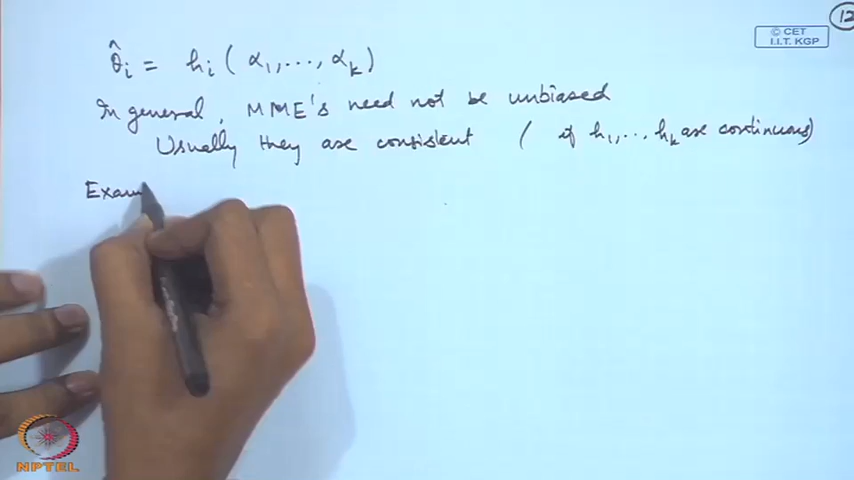 12
© CET
I.I.T. KGP
θ̂ᵢ = hᵢ (α₁, ..., αₖ)
In general, MME's need not be unbiased
Usually they are consistent ( if h₁, ... hₖ are continuous)
Exam
NPTEL